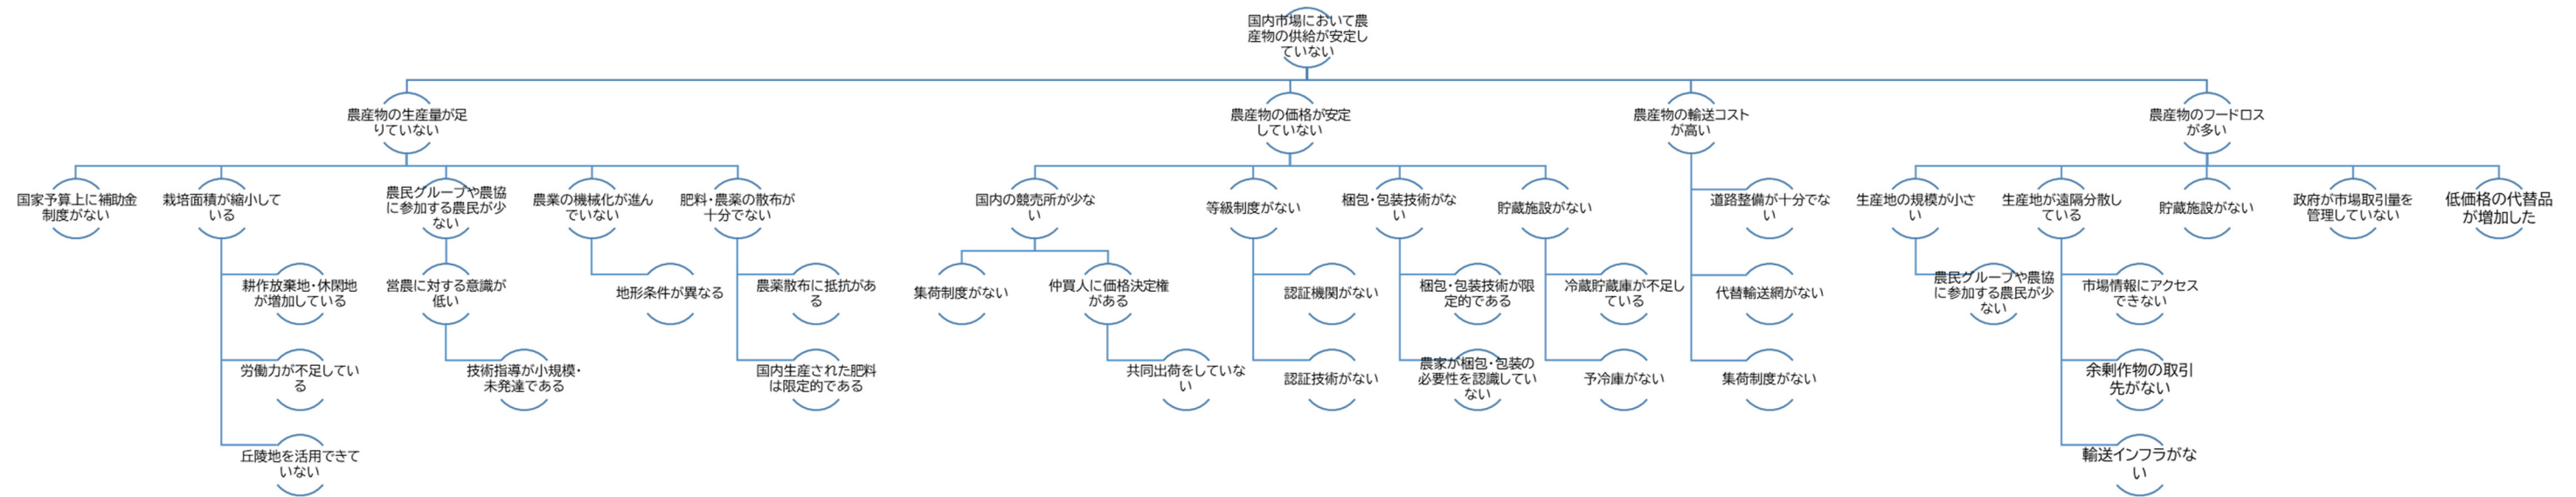 国内市場において農
産物の供給が安定し
ていない
農産物の生産量が足
りていない
農産物の価格が安定
していない
農産物の輸送コスト
が高い
農産物のフードロス
が多い
国家予算上に補助金
制度がない
栽培面積が縮小して
いる
農民グループや農協
に参加する農民が少
ない
農業の機械化が進ん
でいない
肥料・農薬の散布が
十分でない
国内の競売所が少な
い
等級制度がない
梱包・包装技術がな
い
貯蔵施設がない
道路整備が十分でな
い
生産地の規模が小さ
い
生産地が遠隔分散し
ている
貯蔵施設がない
政府が市場取引量を
管理していない
低価格の代替品
が増加した
耕作放棄地・休閑地
が増加している
営農に対する意識が
低い
地形条件が異なる
農薬散布に抵抗があ
る
集荷制度がない
仲買人に価格決定権
がある
認証機関がない
梱包・包装技術が限
定的である
冷蔵貯蔵庫が不足し
ている
代替輸送網がない
農民グループや農協
に参加する農民が少
ない
市場情報にアクセス
できない
労働力が不足してい
る
技術指導が小規模・
未発達である
国内生産された肥料
は限定的である
共同出荷をしていな
い
認証技術がない
農家が梱包・包装の
必要性を認識してい
ない
予冷庫がない
集荷制度がない
余剰作物の取引
先がない
丘陵地を活用できて
いない
輸送インフラがな
い